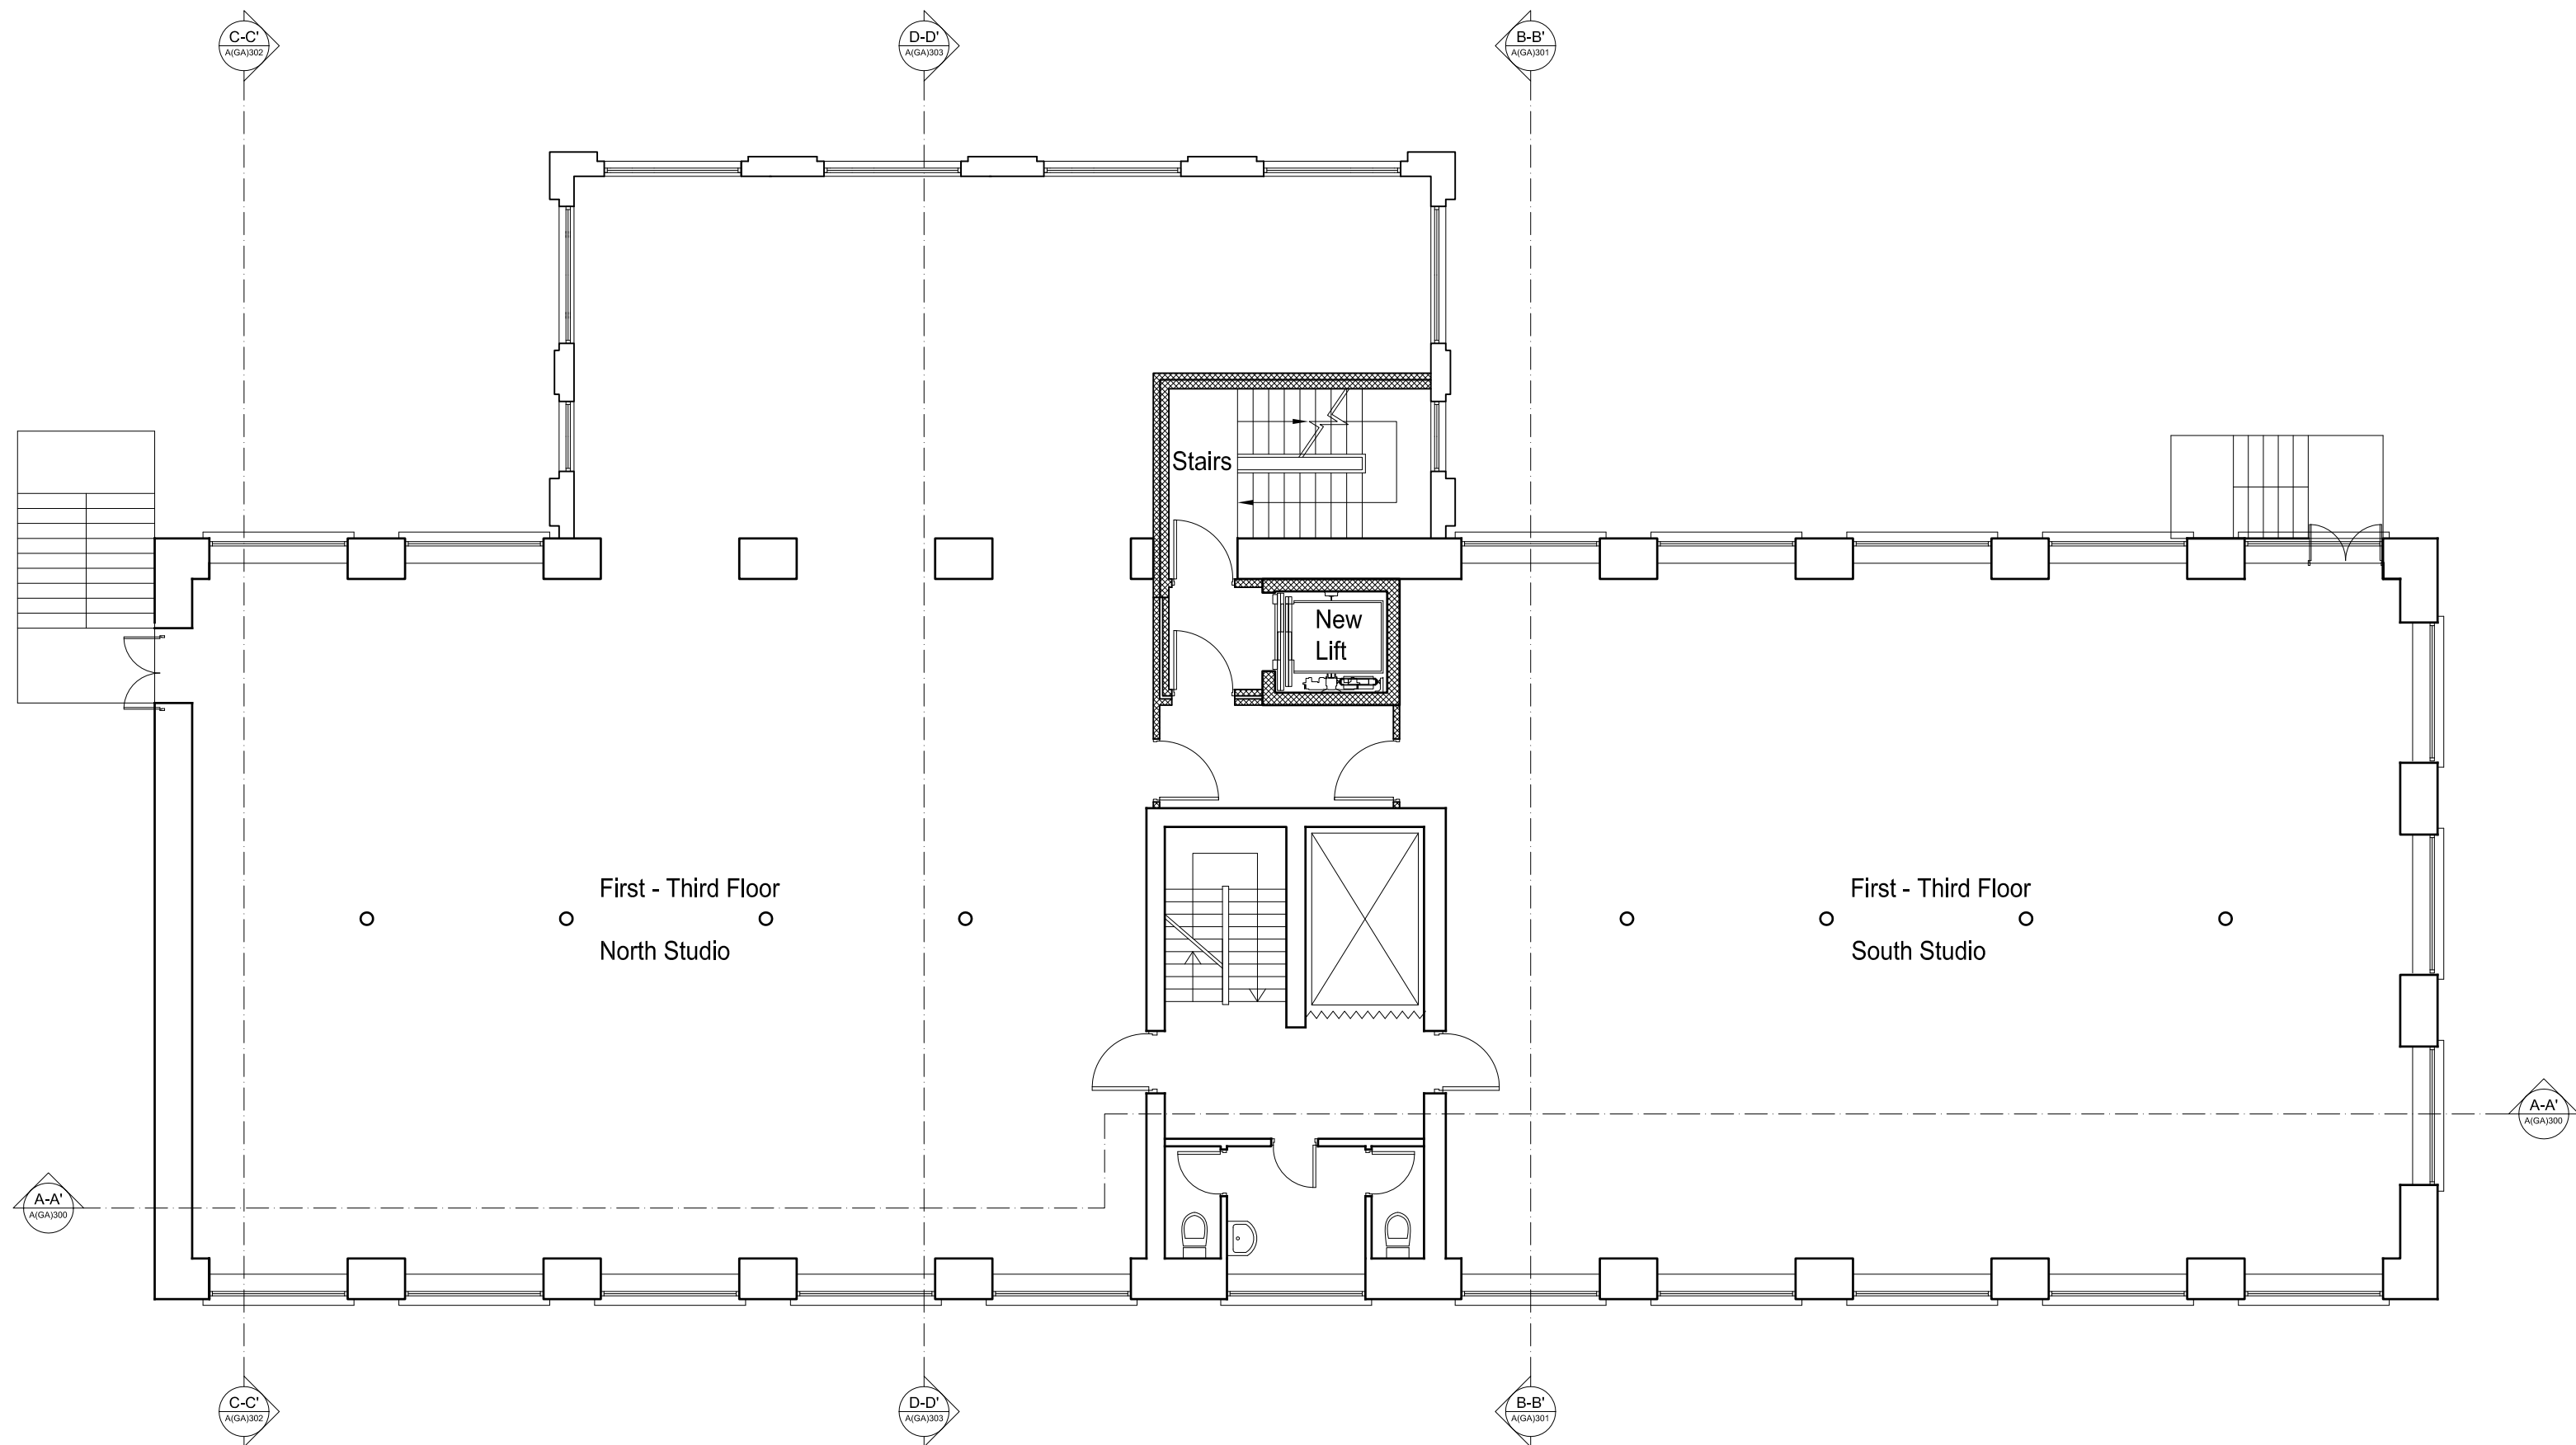 C-C'
A(GA)302
D-D'
A(GA)303
B-B'
A(GA)301
Stairs
New
Lift
First - Third Floor
North Studio
First - Third Floor
South Studio
A-A'
A(GA)300
A-A'
A(GA)300
C-C'
A(GA)302
D-D'
A(GA)303
B-B'
A(GA)301